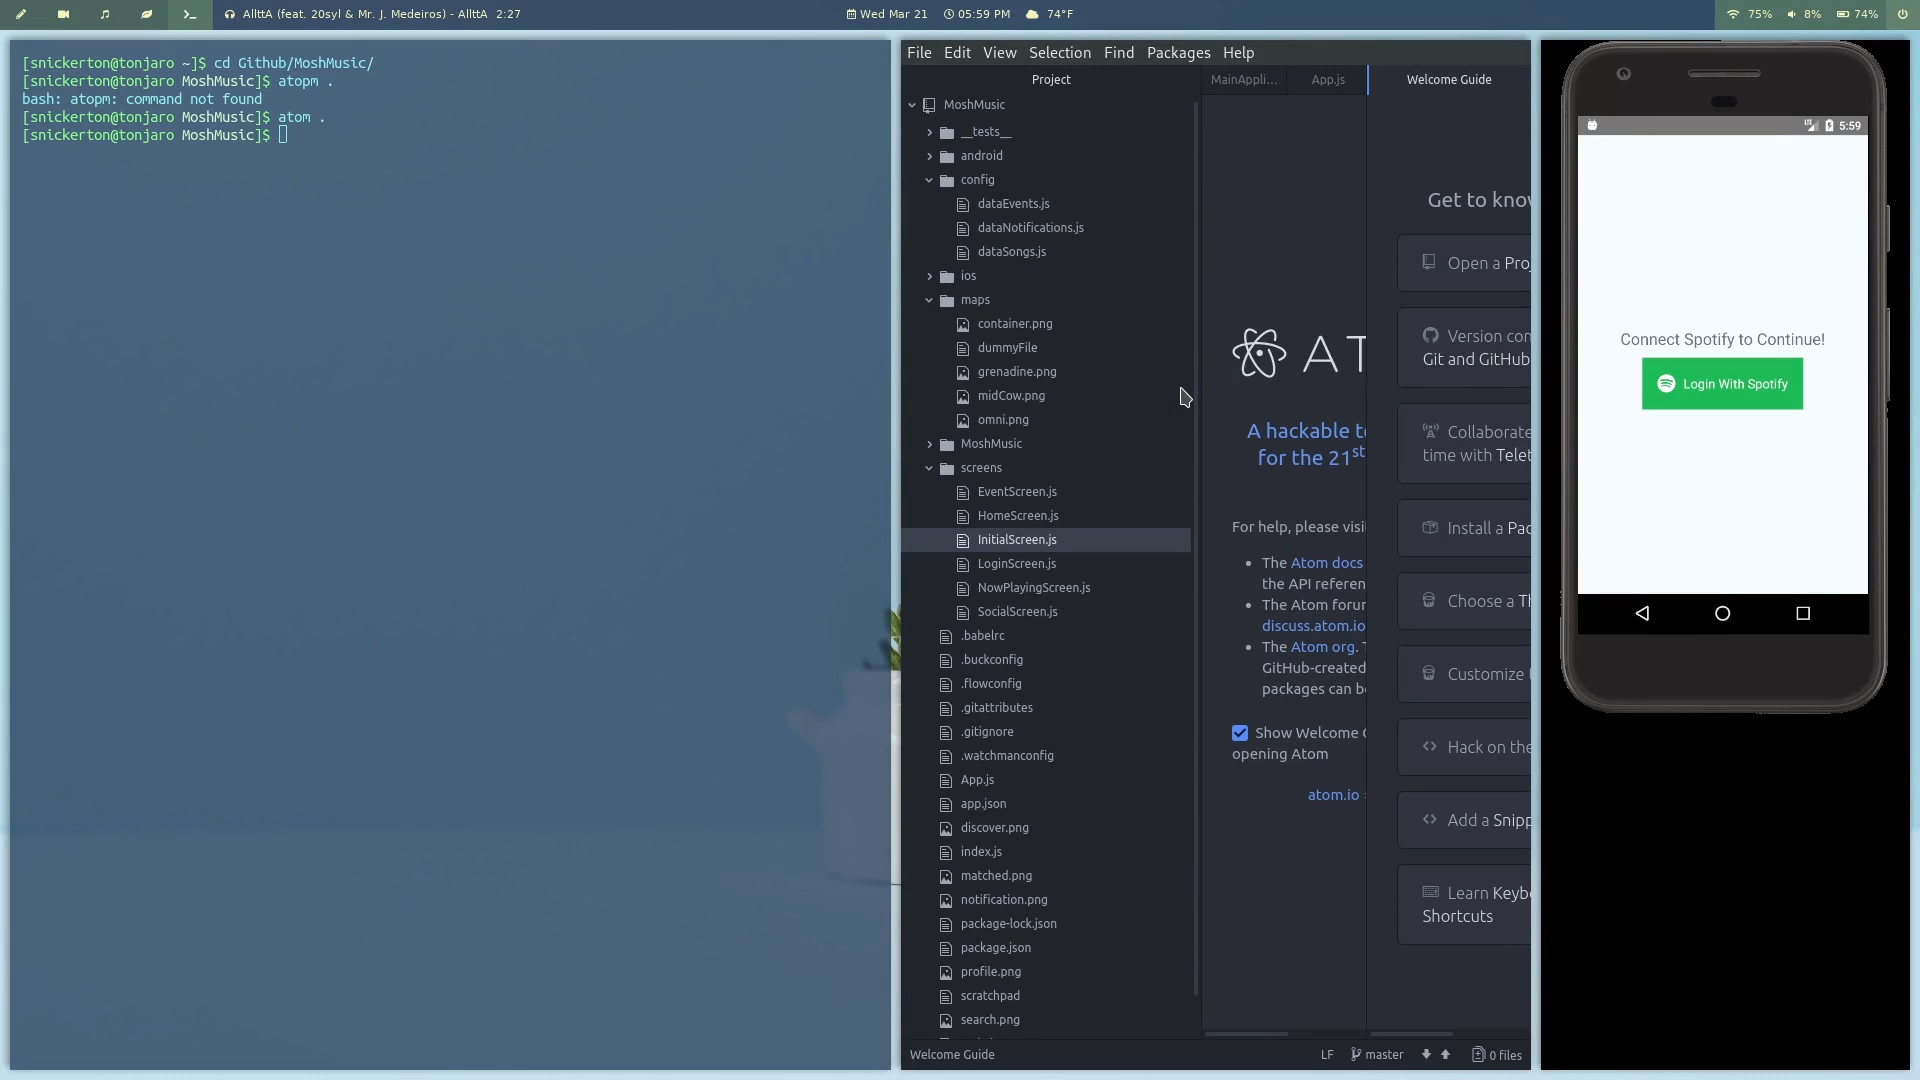 AllttA (feat. 20syl & Mr. J. Medeiros) - AllttA 2:27
Wed Mar 21 05:59 PM 74°F
75% 8% 74%
[snickerton@tonjaro ~]$ cd Github/MoshMusic/
[snickerton@tonjaro MoshMusic]$ atopm .
bash: atopm: command not found
[snickerton@tonjaro MoshMusic]$ atom .
[snickerton@tonjaro MoshMusic]$
File Edit View Selection Find Packages Help
Project
MoshMusic
__tests__
android
config
dataEvents.js
dataNotifications.js
dataSongs.js
ios
maps
container.png
dummyFile
grenadine.png
midCow.png
omni.png
MoshMusic
screens
EventScreen.js
HomeScreen.js
InitialScreen.js
LoginScreen.js
NowPlayingScreen.js
SocialScreen.js
.babelrc
.buckconfig
.flowconfig
.gitattributes
.gitignore
.watchmanconfig
App.js
app.json
discover.png
index.js
matched.png
notification.png
package-lock.json
package.json
profile.png
scratchpad
search.png
MainAppli... App.js Welcome Guide
AT
A hackable te
for the 21st
For help, please visi
The Atom docs
the API referen
The Atom forur
discuss.atom.io
The Atom org. T
GitHub-created
packages can be
Show Welcome G
opening Atom
atom.io
Get to know
Open a Proj
Version con
Git and GitHub
Collaborate
time with Telet
Install a Pac
Choose a Th
Customize t
Hack on the
Add a Snipp
Learn Keybo
Shortcuts
Welcome Guide LF master 0 files
LTE 5:59
Connect Spotify to Continue!
Login With Spotify